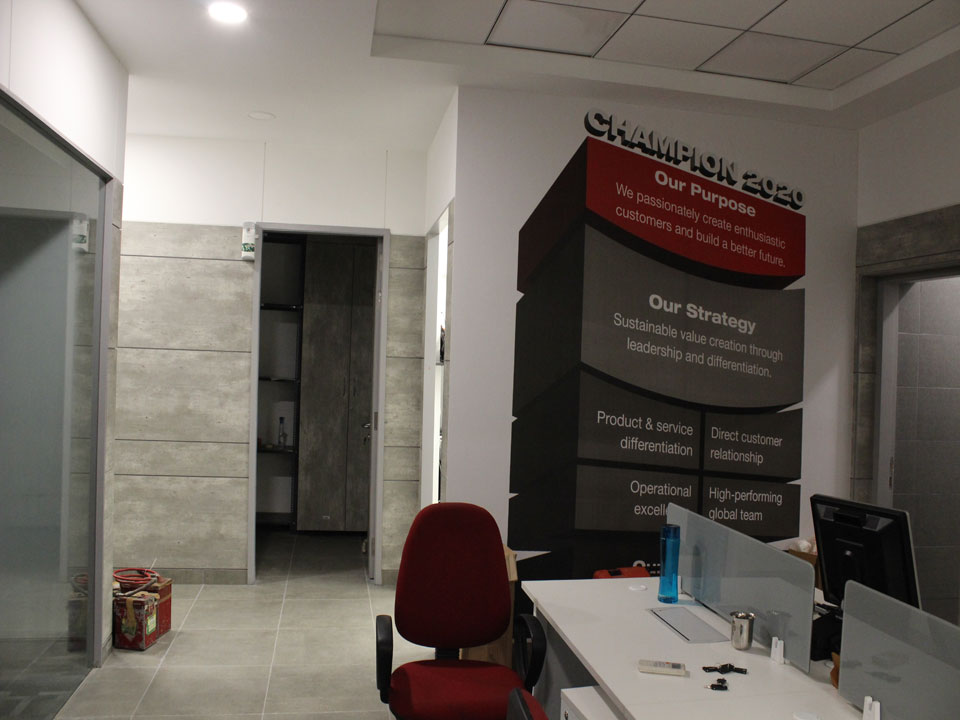 CHAMPION 2020
Our Purpose
We passionately create enthusiastic
customers and build a better future.
Our Strategy
Sustainable value creation through
leadership and differentiation.
Product & service
differentiation
Direct customer
relationship
Operational
High-performing
global team